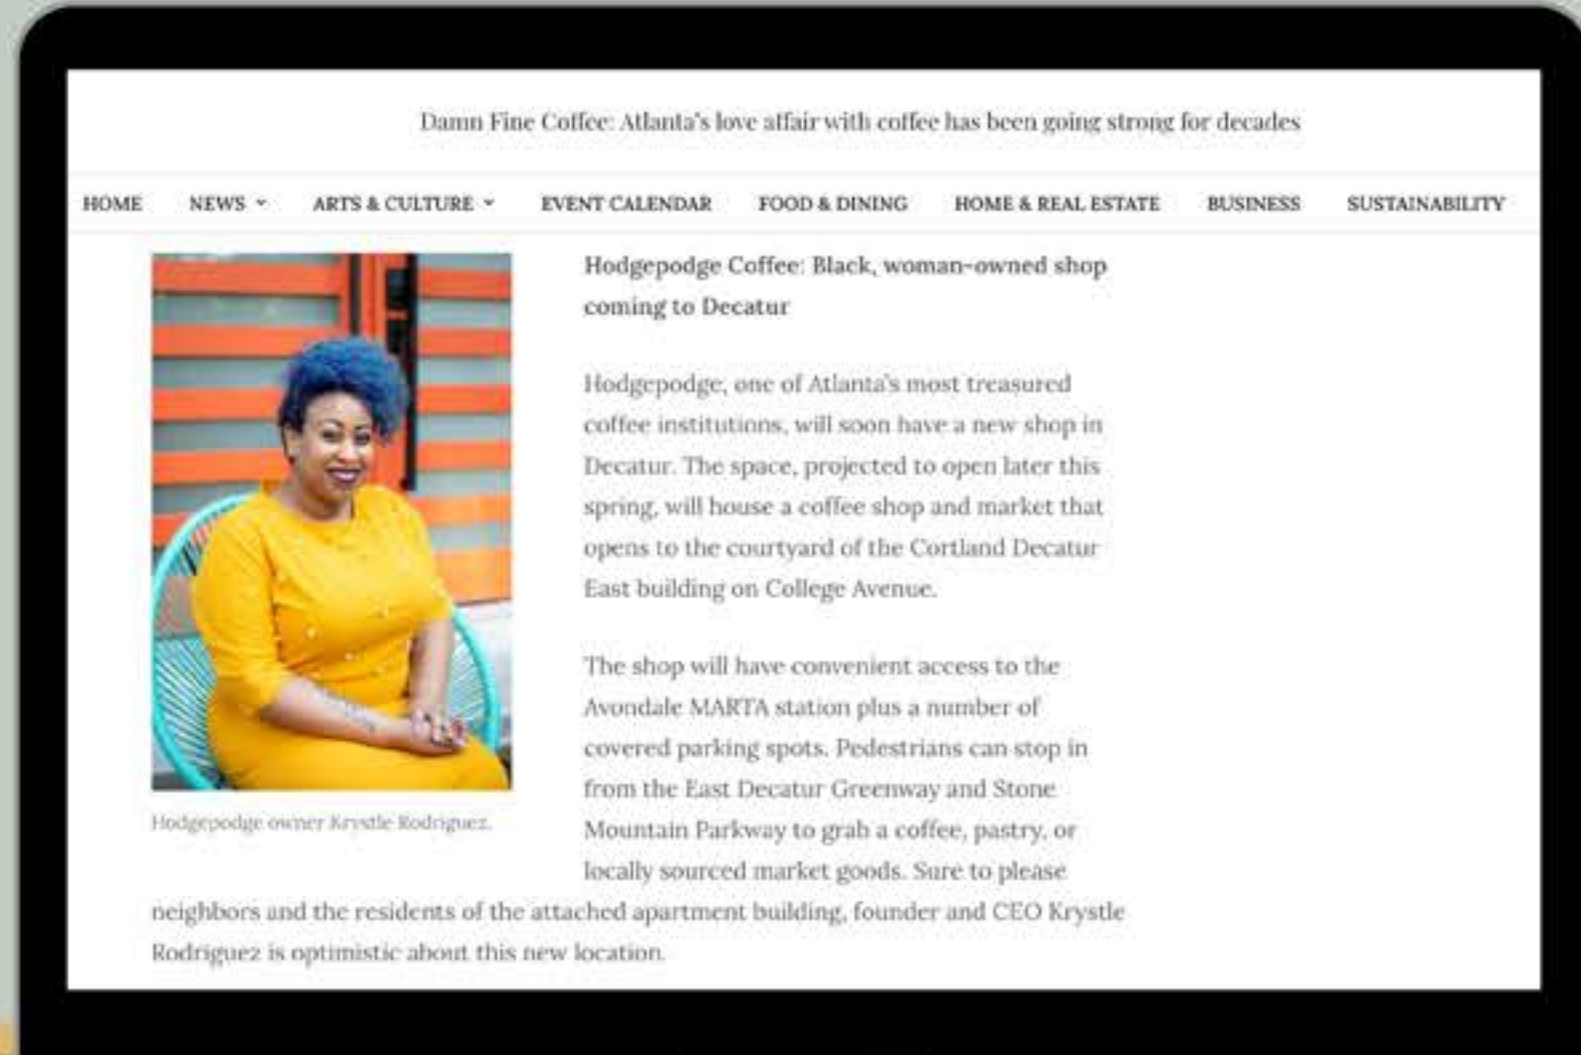 Damn Fine Coffee: Atlanta's love affair with coffee has been going strong for decades
HOME NEWS ARTS & CULTURE EVENT CALENDAR FOOD & DINING HOME & REAL ESTATE BUSINESS SUSTAINABILITY
Hodgepodge Coffee: Black, woman-owned shop
coming to Decatur
Hodgepodge, one of Atlanta's most treasured
coffee institutions, will soon have a new shop in
Decatur. The space, projected to open later this
spring, will house a coffee shop and market that
opens to the courtyard of the Cortland Decatur
East building on College Avenue.
The shop will have convenient access to the
Avondale MARTA station plus a number of
covered parking spots. Pedestrians can stop in
from the East Decatur Greenway and Stone
Mountain Parkway to grab a coffee, pastry, or
locally sourced market goods. Sure to please
neighbors and the residents of the attached apartment building, founder and CEO Krystle
Rodriguez is optimistic about this new location.
Hodgepodge owner Krystle Rodriguez.